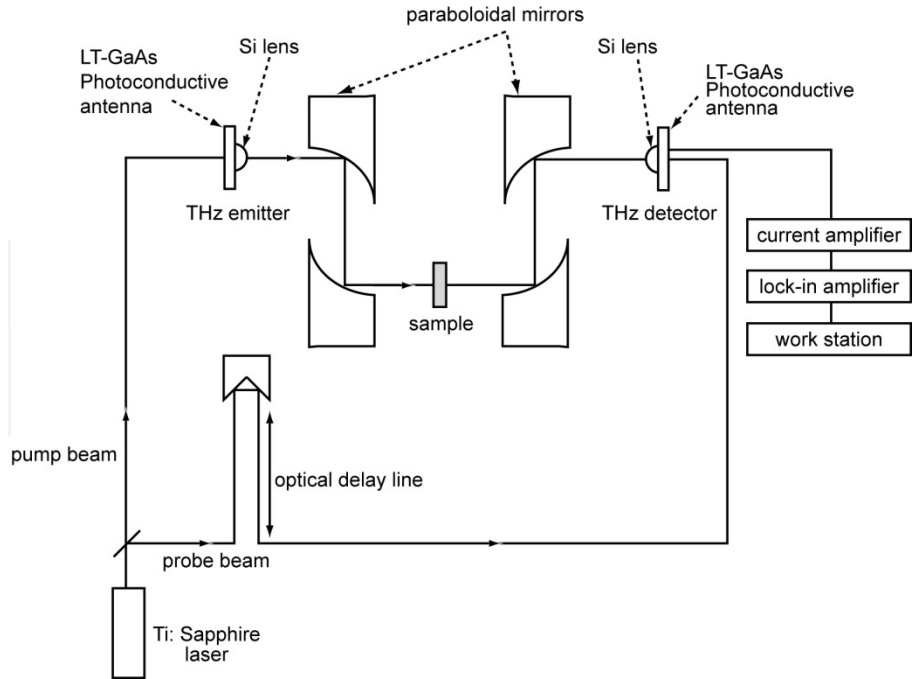 paraboloidal mirrors
Si lens
Si lens
LT-GaAs
Photoconductive
antenna
LT-GaAs
Photoconductive
antenna
THz emitter
THz detector
current amplifier
lock-in amplifier
work station
sample
pump beam
optical delay line
probe beam
Ti: Sapphire
laser